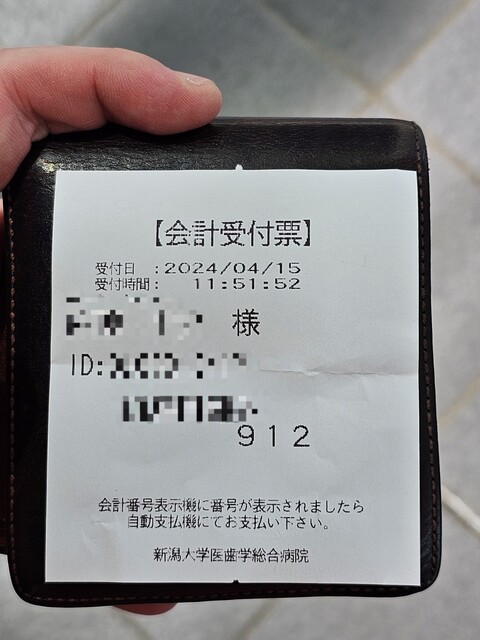 【会計受付票】
受付日 :2024/04/15
受付時間: 11:51:52
様
ID:
912
会計番号表示機に番号が表示されましたら
自動支払機にてお支払い下さい。
新潟大学医歯学総合病院